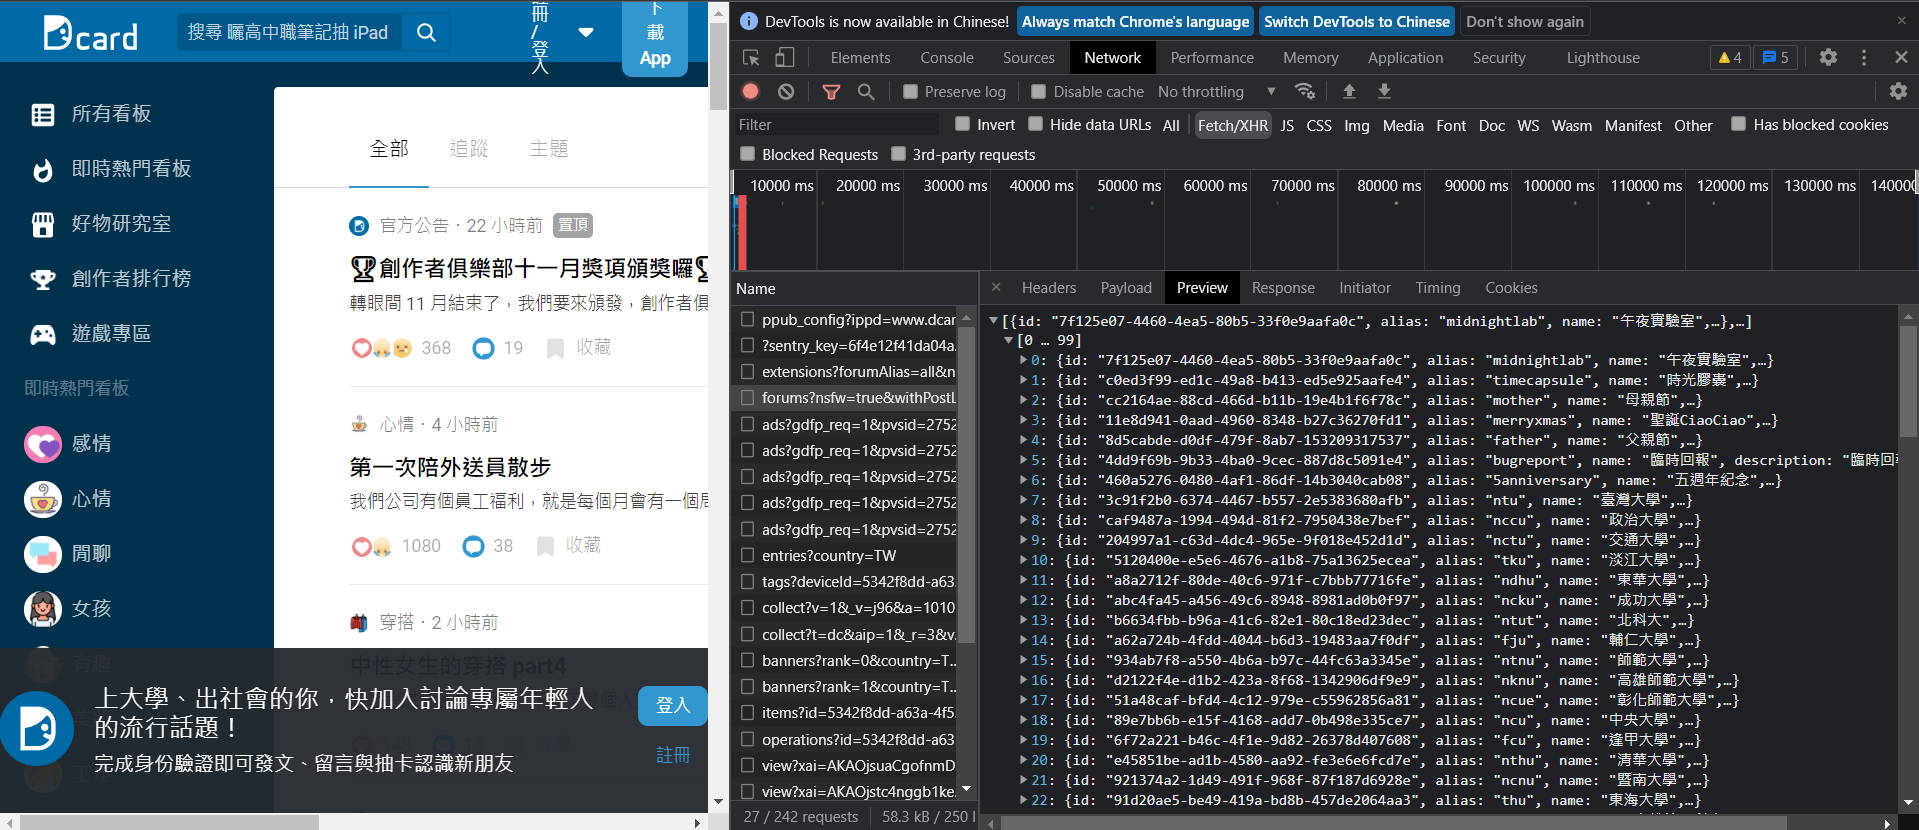 Dcard
搜尋 曬高中職筆記抽 iPad
冊/登入
下載 App
所有看板
即時熱門看板
好物研究室
創作者排行榜
遊戲專區
即時熱門看板
感情
心情
閒聊
女孩
有趣
全部 追蹤 主題
官方公告·22 小時前 置頂
🏆創作者俱樂部十一月獎項頒獎囉🏆
轉眼間 11 月結束了，我們要來頒發，創作者俱
368 19 收藏
心情·4 小時前
第一次陪外送員散步
我們公司有個員工福利，就是每個月會有一個居
1080 38 收藏
穿搭·2 小時前
中性女生的穿搭 part4
上大學、出社會的你，快加入討論專屬年輕人
的流行話題！
完成身份驗證即可發文、留言與抽卡認識新朋友
登入
註冊
DevTools is now available in Chinese! Always match Chrome's language Switch DevTools to Chinese Don't show again
Elements Console Sources Network Performance Memory Application Security Lighthouse 4 5
Preserve log Disable cache No throttling
Filter Invert Hide data URLs All Fetch/XHR JS CSS Img Media Font Doc WS Wasm Manifest Other Has blocked cookies
Blocked Requests 3rd-party requests
10000 ms 20000 ms 30000 ms 40000 ms 50000 ms 60000 ms 70000 ms 80000 ms 90000 ms 100000 ms 110000 ms 120000 ms 130000 ms 14000
Name
ppub_config?ippd=www.dcar
?sentry_key=6f4e12f41da04a.
extensions?forumAlias=all&n
forums?nsfw=true&withPostL
ads?gdfp_req=1&pvsid=2752
ads?gdfp_req=1&pvsid=2752
ads?gdfp_req=1&pvsid=2752
ads?gdfp_req=1&pvsid=2752
ads?gdfp_req=1&pvsid=2752
entries?country=TW
tags?deviceId=5342f8dd-a63.
collect?v=1&_v=j96&a=1010
collect?t=dc&aip=1&_r=3&v.
banners?rank=0&country=T..
banners?rank=1&country=T...
items?id=5342f8dd-a63a-4f5.
operations?id=5342f8dd-a63
view?xai=AKAOjsuaCgofnmD
view?xai=AKAOjstc4nggb1ke.
27 / 242 requests 58.3 kB / 250 l
Headers Payload Preview Response Initiator Timing Cookies
[{id: "7f125e07-4460-4ea5-80b5-33f0e9aafa0c", alias: "midnightlab", name: "午夜實驗室",…},…]
[0 … 99]
0: {id: "7f125e07-4460-4ea5-80b5-33f0e9aafa0c", alias: "midnightlab", name: "午夜實驗室",…}
1: {id: "c0ed3f99-ed1c-49a8-b413-ed5e925aafe4", alias: "timecapsule", name: "時光膠囊",…}
2: {id: "cc2164ae-88cd-466d-b11b-19e4b1f6f78c", alias: "mother", name: "母親節",…}
3: {id: "11e8d941-0aad-4960-8348-b27c36270fd1", alias: "merryxmas", name: "聖誕CiaoCiao",…}
4: {id: "8d5cabde-d0df-479f-8ab7-153209317537", alias: "father", name: "父親節",…}
5: {id: "4dd9f69b-9b33-4ba0-9cec-887d8c5091e4", alias: "bugreport", name: "臨時回報", description: "臨時回報
6: {id: "460a5276-0480-4af1-86df-14b3040cab08", alias: "5anniversary", name: "五週年紀念",…}
7: {id: "3c91f2b0-6374-4467-b557-2e5383680afb", alias: "ntu", name: "臺灣大學",…}
8: {id: "caf9487a-1994-494d-81f2-7950438e7bef", alias: "nccu", name: "政治大學",…}
9: {id: "204997a1-c63d-4dc4-965e-9f018e452d1d", alias: "nctu", name: "交通大學",…}
10: {id: "5120400e-e5e6-4676-a1b8-75a13625ecea", alias: "tku", name: "淡江大學",…}
11: {id: "a8a2712f-80de-40c6-971f-c7bbb77716fe", alias: "ndhu", name: "東華大學",…}
12: {id: "abc4fa45-a456-49c6-8948-8981ad0b0f97", alias: "ncku", name: "成功大學",…}
13: {id: "b6634fbb-b96a-41c6-82e1-80c18ed23dec", alias: "ntut", name: "北科大",…}
14: {id: "a62a724b-4fdd-4044-b6d3-19483aa7f0df", alias: "fju", name: "輔仁大學",…}
15: {id: "934ab7f8-a550-4b6a-b97c-44fc63a3345e", alias: "ntnu", name: "師範大學",…}
16: {id: "d2122f4e-d1b2-423a-8f68-1342906df9e9", alias: "nknu", name: "高雄師範大學",…}
17: {id: "51a48caf-bfd4-4c12-979e-c55962856a81", alias: "ncue", name: "彰化師範大學",…}
18: {id: "89e7bb6b-e15f-4168-add7-0b498e335ce7", alias: "ncu", name: "中央大學",…}
19: {id: "6f72a221-b46c-4f1e-9d82-26378d407608", alias: "fcu", name: "逢甲大學",…}
20: {id: "e45851be-ad1b-4580-aa92-fe3e6e6fcd7e", alias: "nthu", name: "清華大學",…}
21: {id: "921374a2-1d49-491f-968f-87f187d6928e", alias: "ncnu", name: "暨南大學",…}
22: {id: "91d20ae5-be49-419a-bd8b-457de2064aa3", alias: "thu", name: "東海大學",…}